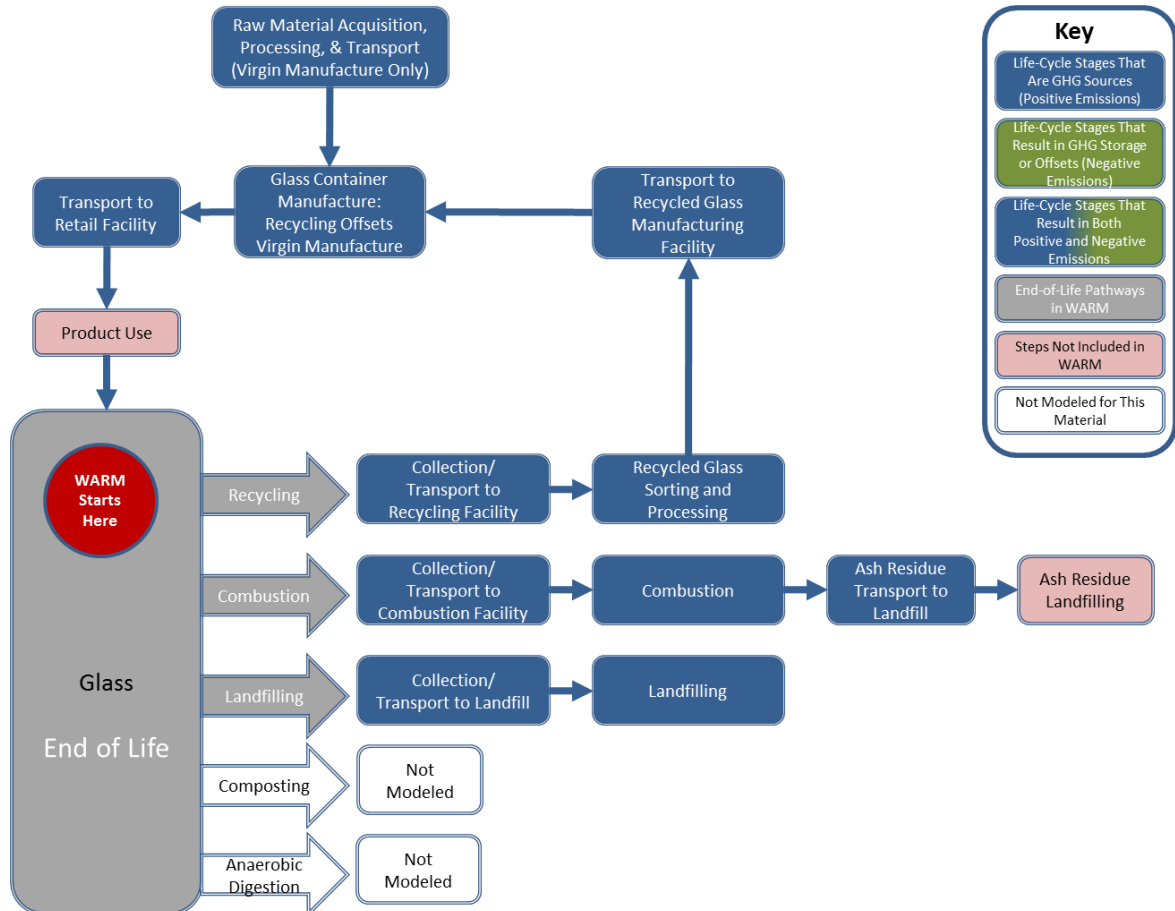 Raw Material Acquisition,
Processing, & Transport
(Virgin Manufacture Only)
Key
Life-Cycle Stages That
Are GHG Sources
(Positive Emissions)
Life-Cycle Stages That
Result in GHG Storage
or Offsets (Negative
Emissions)
Life-Cycle Stages That
Result in Both
Positive and Negative
Emissions
End-of-Life Pathways
in WARM
Steps Not Included in
WARM
Not Modeled for This
Material
Transport to
Retail Facility
Glass Container
Manufacture:
Recycling Offsets
Virgin Manufacture
Transport to
Recycled Glass
Manufacturing
Facility
Product Use
WARM
Starts
Here
Glass
End of Life
Recycling
Collection/
Transport to
Recycling Facility
Recycled Glass
Sorting and
Processing
Combustion
Collection/
Transport to
Combustion Facility
Combustion
Ash Residue
Transport to
Landfill
Ash Residue
Landfilling
Landfilling
Collection/
Transport to Landfill
Landfilling
Composting
Not
Modeled
Anaerobic
Digestion
Not
Modeled